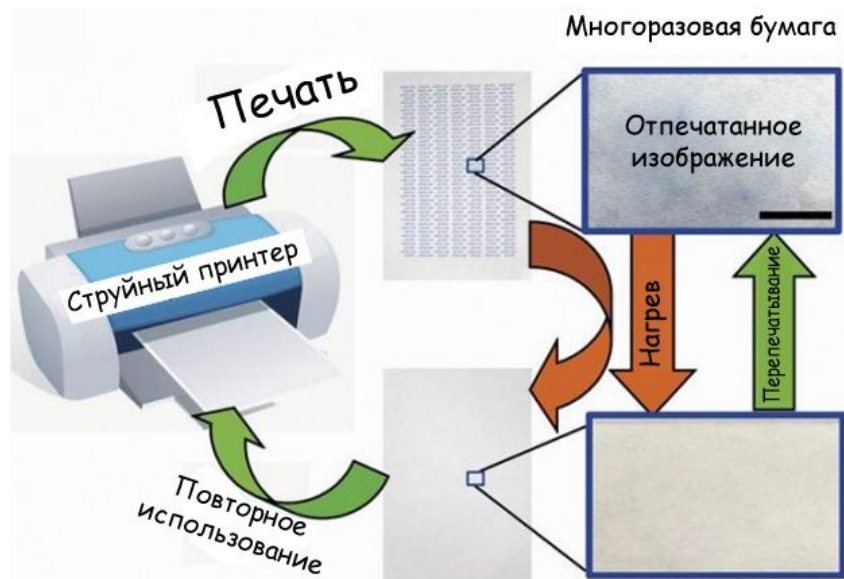 Многоразовая бумага
Печать
Отпечатанное
изображение
Струйный принтер
Нагрев
Перепечатывание
Повторное
использование